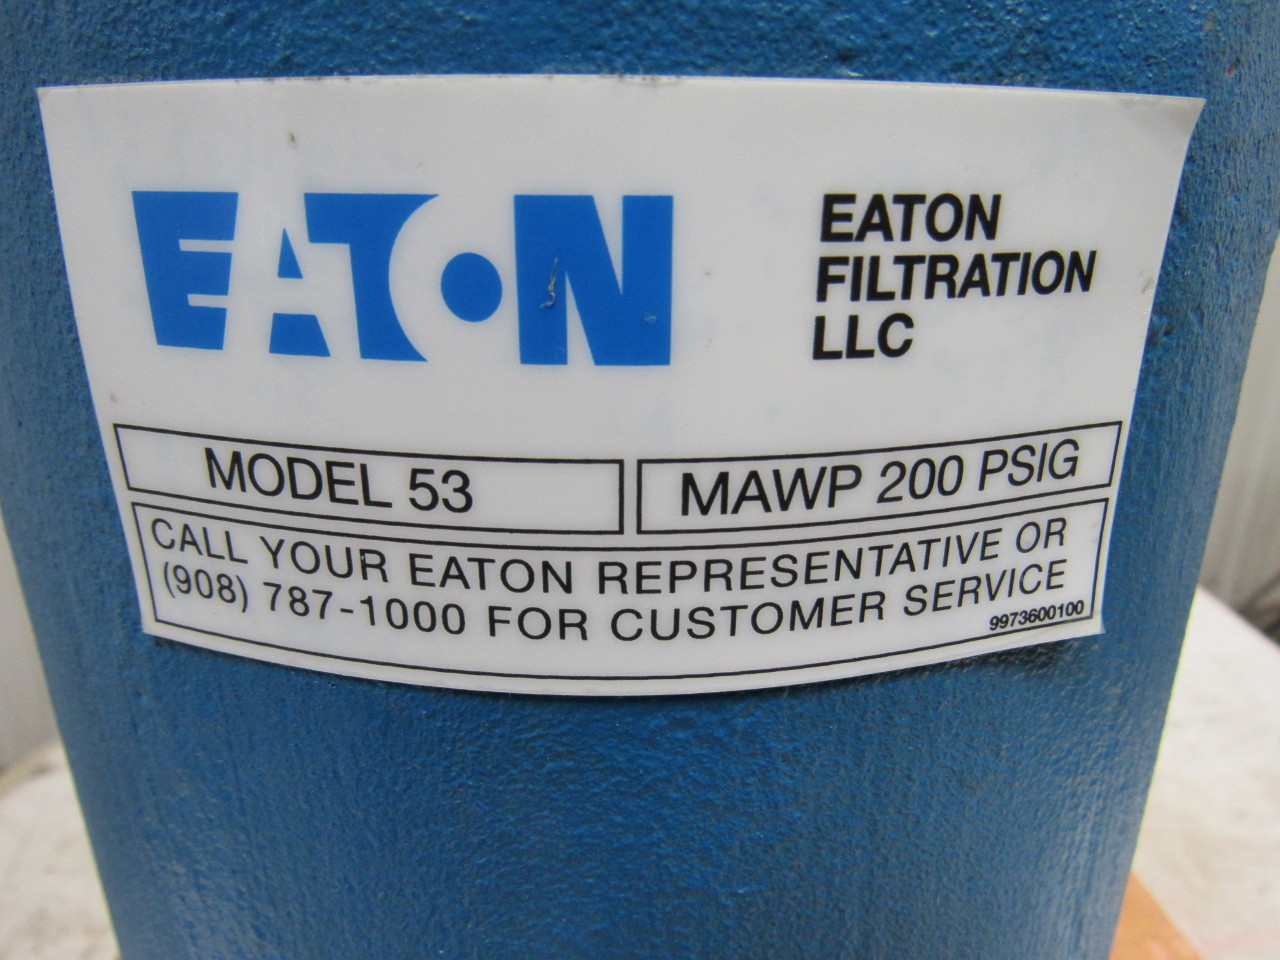 EATON
EATON
FILTRATION
LLC
MODEL 53
MAWP 200 PSIG
CALL YOUR EATON REPRESENTATIVE OR
(908) 787-1000 FOR CUSTOMER SERVICE
9973600100